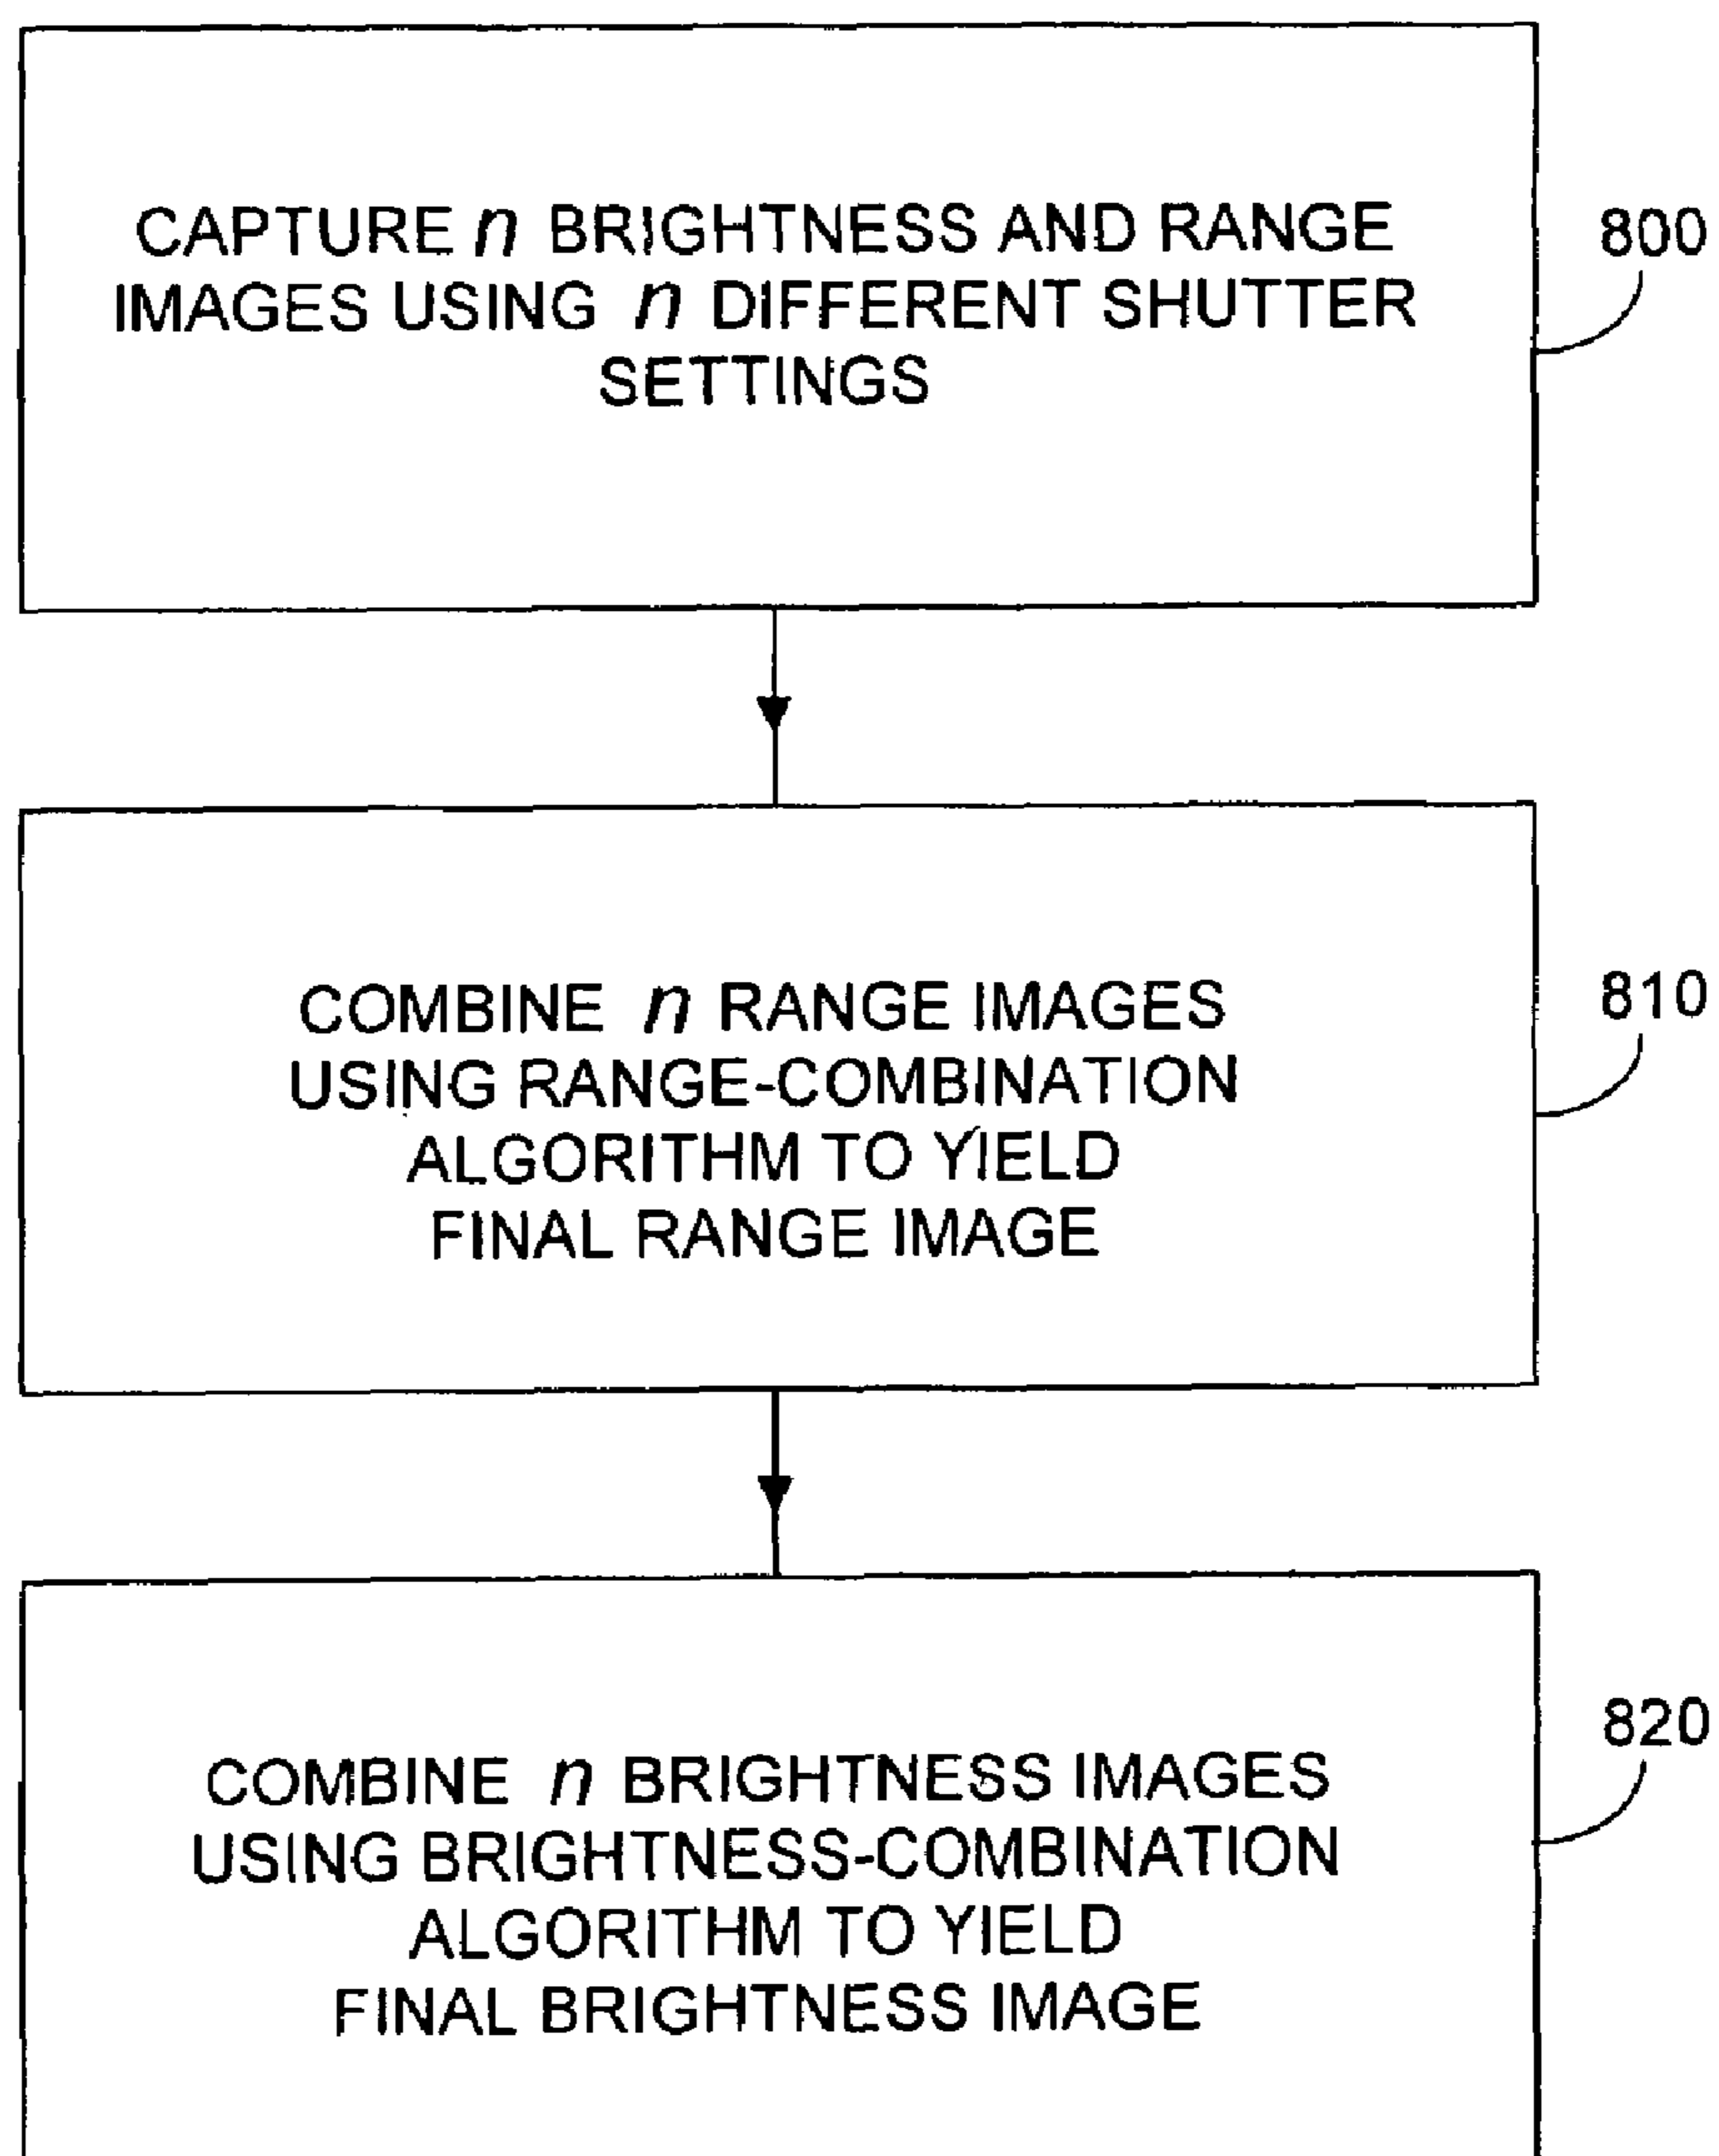 CAPTURE n BRIGHTNESS AND RANGE
IMAGES USING n DIFFERENT SHUTTER
SETTINGS
800
COMBINE n RANGE IMAGES
USING RANGE-COMBINATION
ALGORITHM TO YIELD
FINAL RANGE IMAGE
810
COMBINE n BRIGHTNESS IMAGES
USING BRIGHTNESS-COMBINATION
ALGORITHM TO YIELD
FINAL BRIGHTNESS IMAGE
820